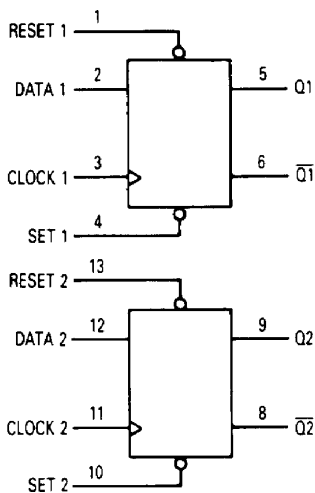 1
RESET 1
2
DATA 1
5
Q1
3
CLOCK 1
6
Q1̅
4
SET 1
13
RESET 2
12
DATA 2
9
Q2
11
CLOCK 2
8
Q2̅
10
SET 2